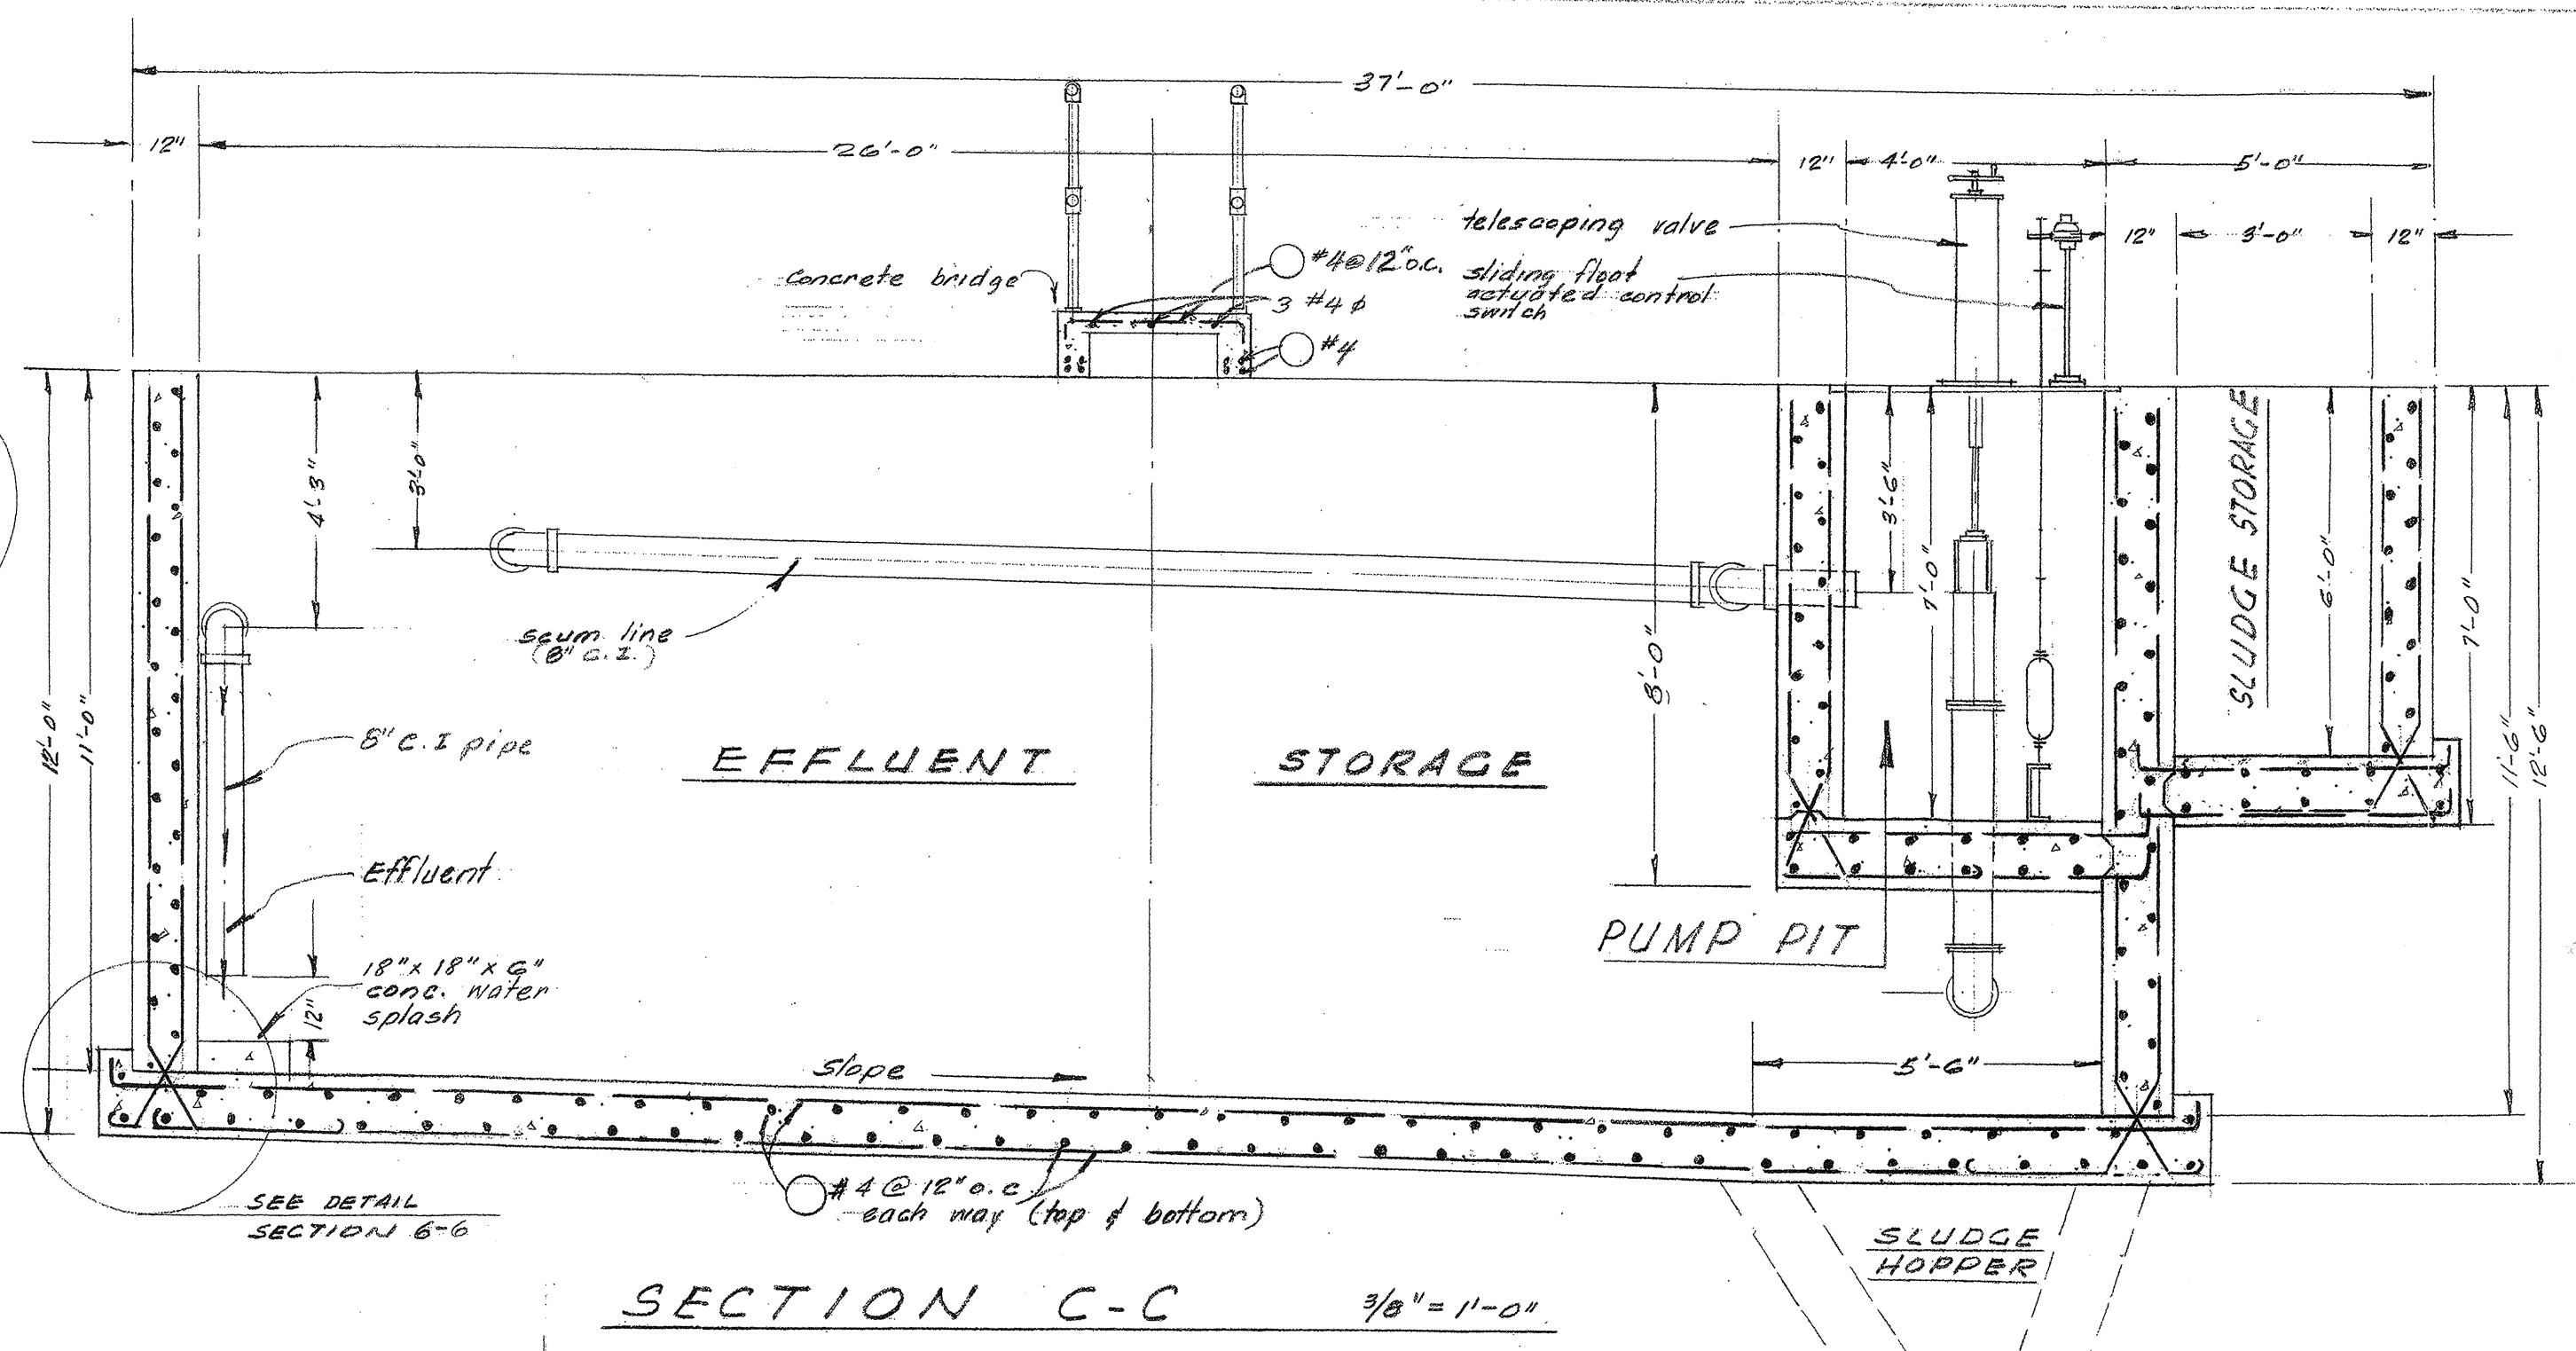 37'-0"
12"
26'-0"
12"
4'-0"
5'-0"
12"
3'-0"
12"
telescoping valve
sliding float
actuated control
switch
concrete bridge
#4@12"o.c.
3 #4 ϕ
#4
4'-3"
3'-0"
3'-6"
7'-0"
8'-0"
6'-0"
7'-0"
11'-6"
12'-6"
12'-0"
11'-0"
SLUDGE STORAGE
scum line
(8" C.I.)
8" C.I pipe
EFFLUENT STORAGE
Effluent
PUMP PIT
18" x 18" x 6"
conc. water
splash
12"
Slope
5'-6"
#4 @ 12" o.c.
each way (top & bottom)
SEE DETAIL
SECTION 6-6
SLUDGE
HOPPER
SECTION C-C 3/8" = 1'-0"